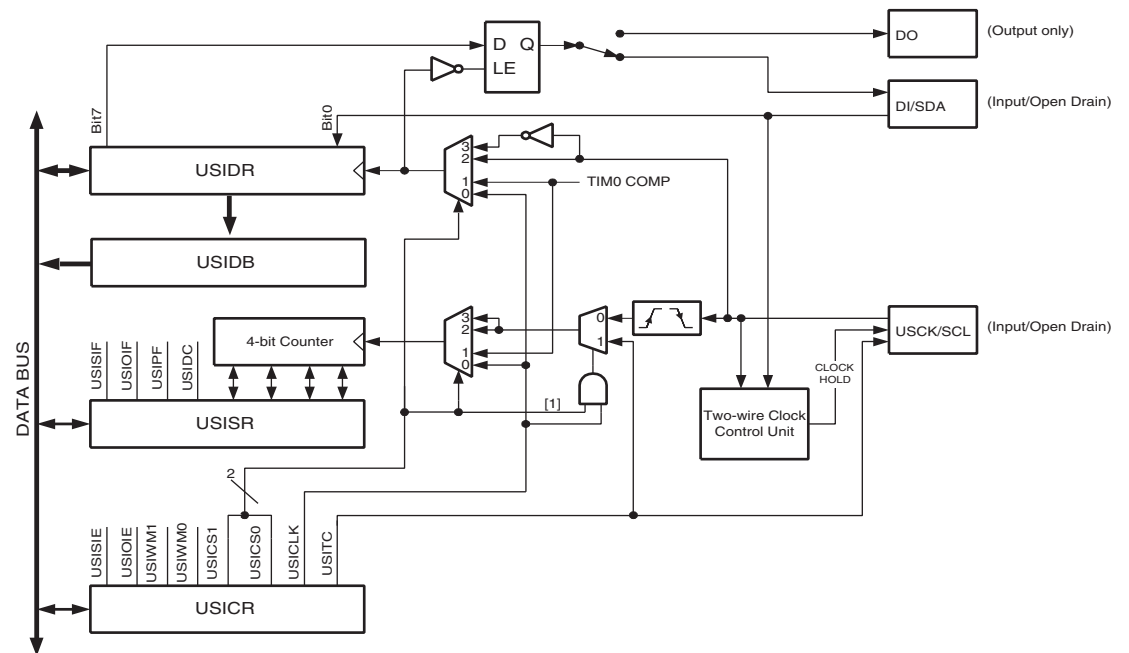 D Q
LE
DO
(Output only)
DI/SDA
(Input/Open Drain)
Bit7
Bit0
USIDR
3
2
1
0
TIM0 COMP
USIDB
DATA BUS
4-bit Counter
3
2
1
0
0
1
USCK/SCL
(Input/Open Drain)
CLOCK
HOLD
USISIF
USIOIF
USIPF
USIDC
[1]
Two-wire Clock
Control Unit
USISR
2
USISIE
USIOIE
USIWM1
USIWM0
USICS1
USICS0
USICLK
USITC
USICR